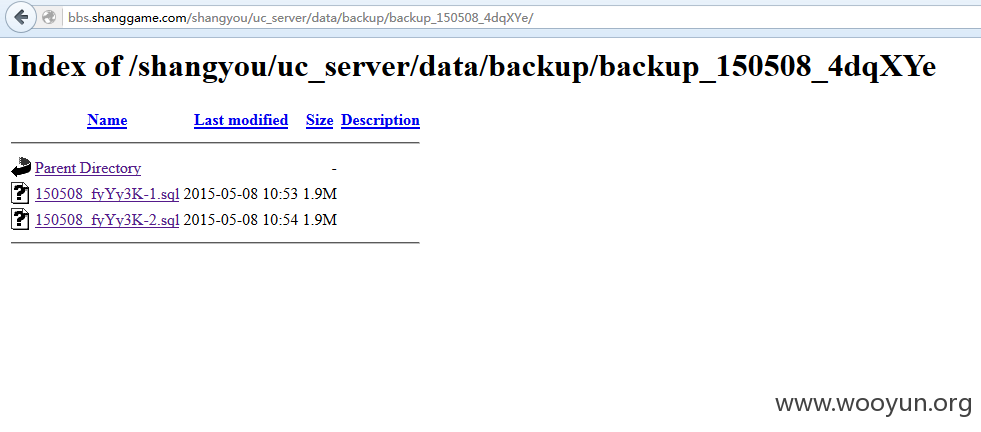 bbs.shanggame.com/shangyou/uc_server/data/backup/backup_150508_4dqXYe/
Index of /shangyou/uc_server/data/backup/backup_150508_4dqXYe
Name Last modified Size Description
Parent Directory -
150508_fyYy3K-1.sql 2015-05-08 10:53 1.9M
150508_fyYy3K-2.sql 2015-05-08 10:54 1.9M
www.wooyun.org